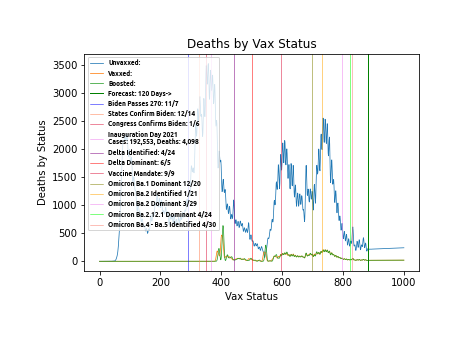 Deaths by Vax Status
Deaths by Status
3500
3000
2500
2000
1500
1000
500
0
Unvaxxed:
Vaxxed:
Boosted:
Forecast: 120 Days->
Biden Passes 270: 11/7
States Confirm Biden: 12/14
Congress Confirms Biden: 1/6
Inauguration Day 2021
Cases: 192,553, Deaths: 4,098
Delta Identified: 4/24
Delta Dominant: 6/5
Vaccine Mandate: 9/9
Omicron Ba.1 Dominant 12/20
Omicron Ba.2 Identified 1/21
Omicron Ba.2 Dominant 3/29
Omicron Ba.2.12.1 Dominant 4/24
Omicron Ba.4 - Ba.5 Identified 4/30
0
200
400
600
800
1000
Vax Status